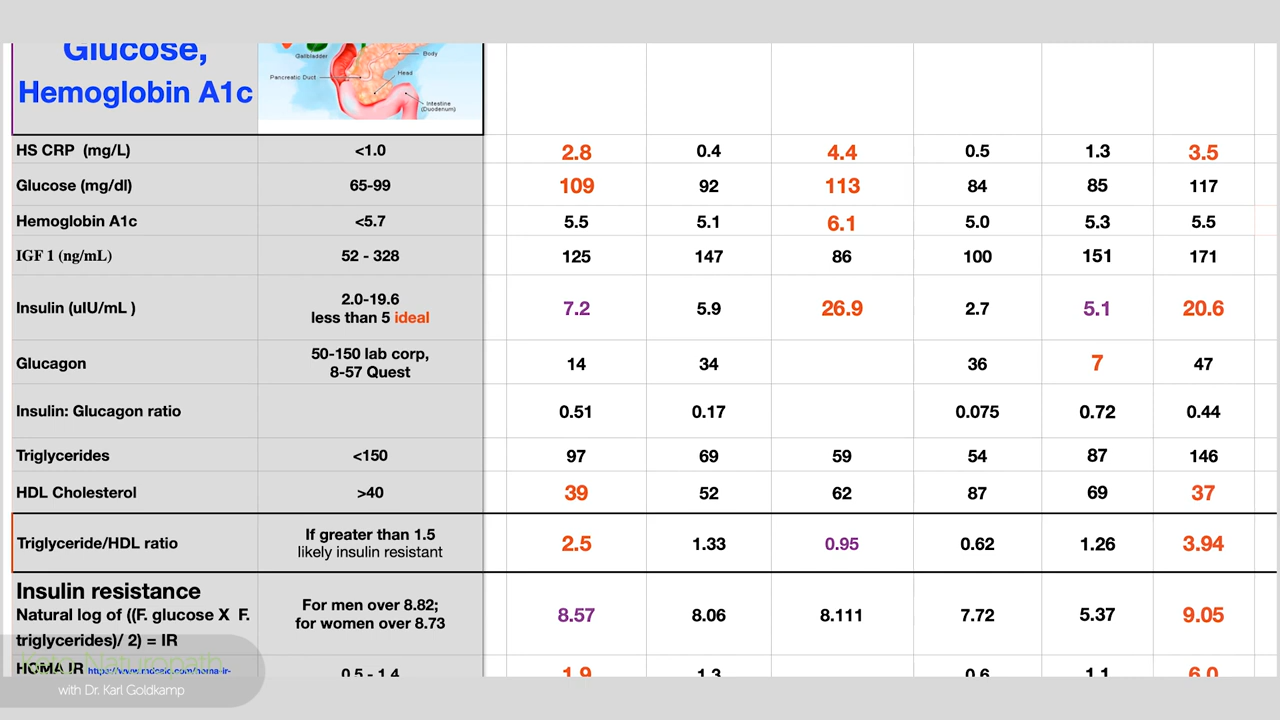 Glucose,
Hemoglobin A1c
Gallbladder
Body
Pancreatic Duct
Head
Intestine
(Duodenum)
HS CRP (mg/L) <1.0 2.8 0.4 4.4 0.5 1.3 3.5
Glucose (mg/dl) 65-99 109 92 113 84 85 117
Hemoglobin A1c <5.7 5.5 5.1 6.1 5.0 5.3 5.5
IGF 1 (ng/mL) 52 - 328 125 147 86 100 151 171
Insulin (uIU/mL ) 2.0-19.6
less than 5 ideal 7.2 5.9 26.9 2.7 5.1 20.6
Glucagon 50-150 lab corp,
8-57 Quest 14 34 36 7 47
Insulin: Glucagon ratio 0.51 0.17 0.075 0.72 0.44
Triglycerides <150 97 69 59 54 87 146
HDL Cholesterol >40 39 52 62 87 69 37
Triglyceride/HDL ratio If greater than 1.5
likely insulin resistant 2.5 1.33 0.95 0.62 1.26 3.94
Insulin resistance
Natural log of ((F. glucose X F.
triglycerides)/ 2) = IR For men over 8.82;
for women over 8.73 8.57 8.06 8.111 7.72 5.37 9.05
HOMA IR 0.5 - 1.4 1.9 1.3 0.6 1.1 6.0
Keto Naturopath
with Dr. Karl Goldkamp